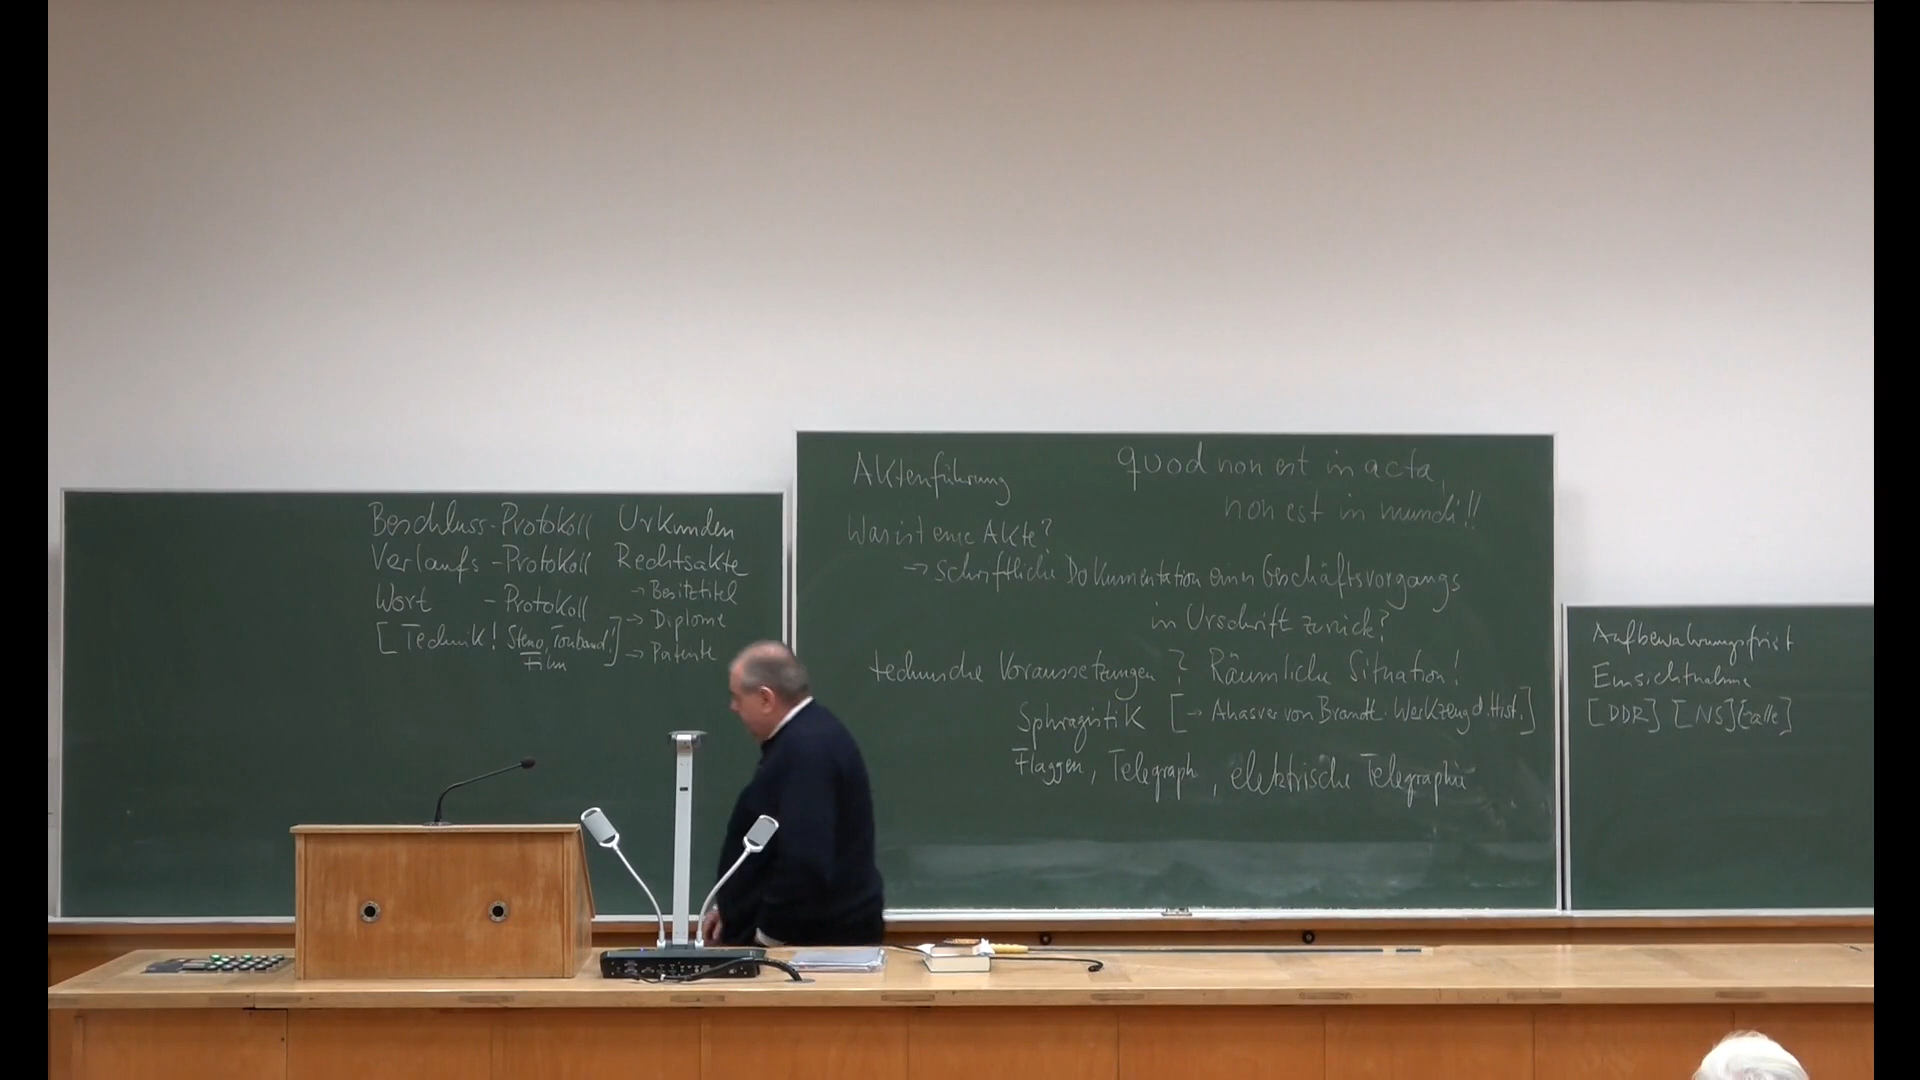 Beschluss-Protokoll
Verlaufs-Protokoll
Wort - Protokoll
[Technik! Steno, Tonband!
Film]
Urkunden
Rechtsakte
→ Besitztitel
→ Diplome
→ Patente
Aktenführung
quod non est in acta,
non est in mundi!!
Was ist eine Akte?
→ Schriftliche Dokumentation einen Geschäftsvorgangs
in Urschrift zurück?
technische Voraussetzungen? Räumliche Situation!
Sphragistik [→ Ahasver von Brandt. Werkzeug d. Hist.]
Flaggen, Telegraph, elektrische Telegraphie
Aufbewahrungsfrist
Einsichtnahme
[DDR] [NS]